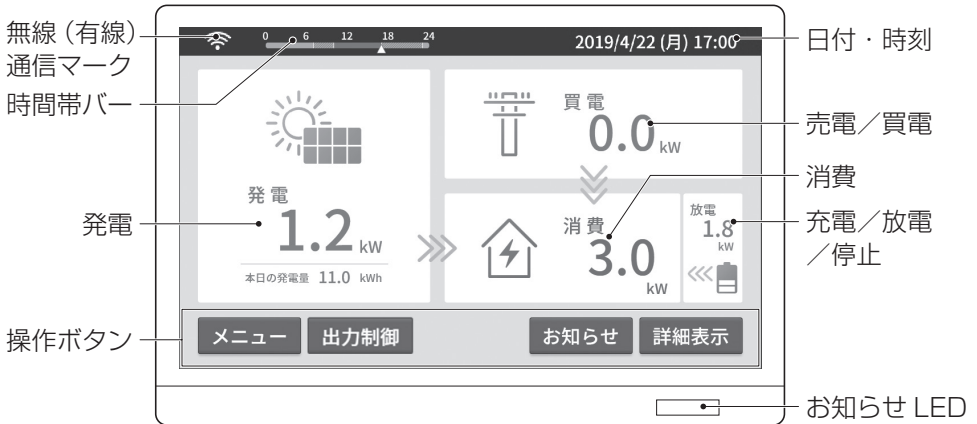 無線（有線）
通信マーク
時間帯バー
発電
操作ボタン
0 6 12 18 24
2019/4/22 (月) 17:00
発電
1.2 kW
本日の発電量 11.0 kWh
買電
0.0 kW
消費
3.0 kW
放電
1.8
kW
メニュー
出力制御
お知らせ
詳細表示
日付・時刻
売電／買電
消費
充電／放電
／停止
お知らせ LED